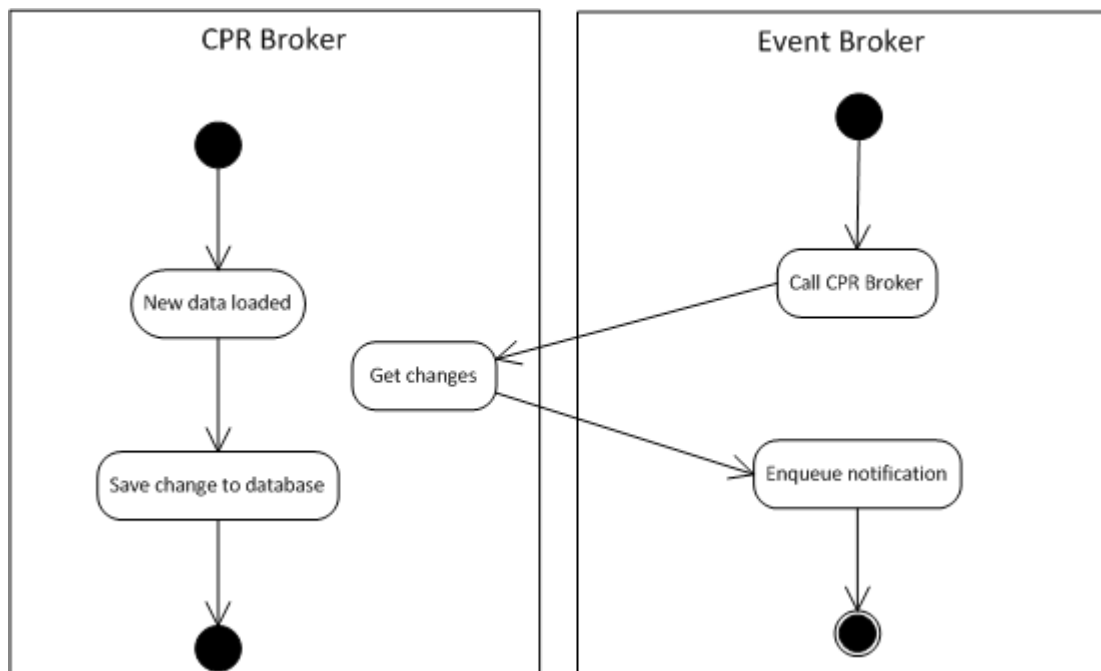 CPR Broker
New data loaded
Get changes
Save change to database
Event Broker
Call CPR Broker
Enqueue notification